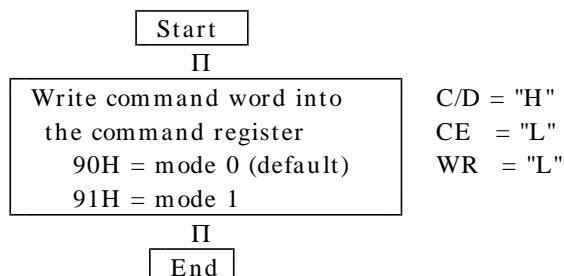 Start
Π
Write command word into C/D = "H"
the command register CE = "L"
90H = mode 0 (default) WR = "L"
91H = mode 1
Π
End